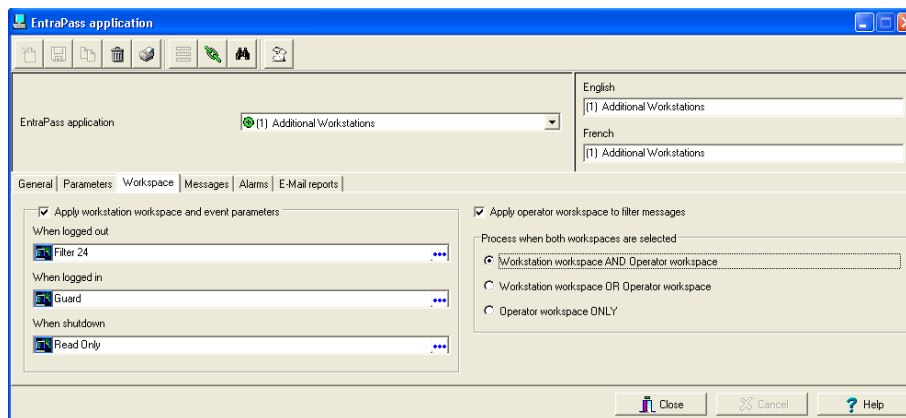 EntraPass application
English
(1) Additional Workstations
EntraPass application
(1) Additional Workstations
French
(1) Additional Workstations
General
Parameters
Workspace
Messages
Alarms
E-Mail reports
Apply workstation workspace and event parameters
When logged out
Filter 24
When logged in
Guard
When shutdown
Read Only
Apply operator worskspace to filter messages
Process when both workspaces are selected
Workstation workspace AND Operator workspace
Workstation workspace OR Operator workspace
Operator workspace ONLY
Close
Cancel
Help